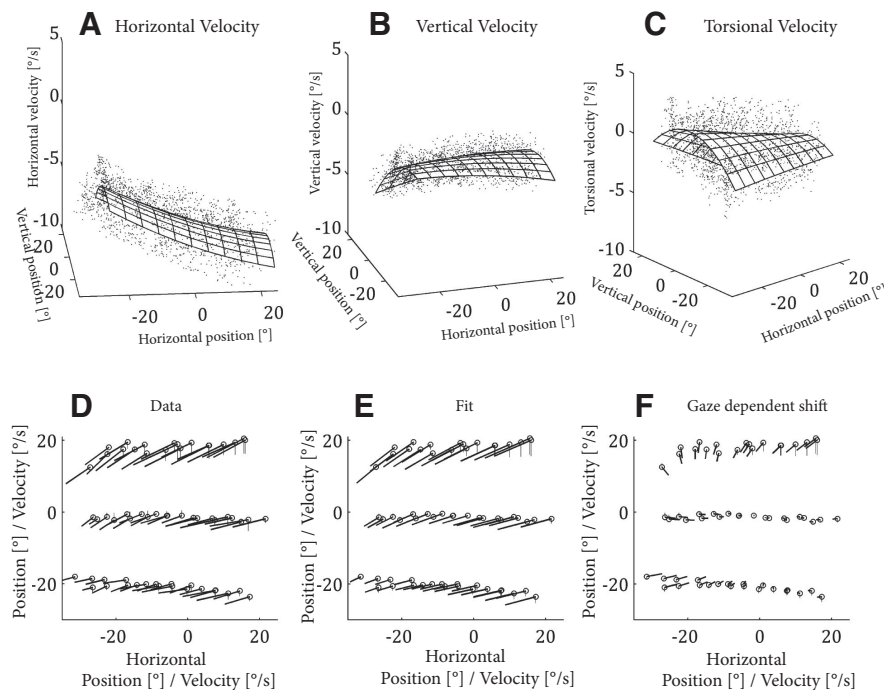 A Horizontal Velocity
5
0
-5
-10
Horizontal velocity [°/s]
20
0
20
Vertical position [°]
-20
0
20
Horizontal position [°]
B Vertical Velocity
5
0
-5
-10
Vertical velocity [°/s]
20
0
-20
Vertical position [°]
-20
0
20
Horizontal position [°]
C Torsional Velocity
5
0
-5
-10
Torsional velocity [°/s]
20
0
-20
Vertical position [°]
-20
0
20
Horizontal position [°]
D Data
20
0
-20
Position [°] / Velocity [°/s]
-20 0 20
Horizontal
Position [°] / Velocity [°/s]
E Fit
20
0
-20
Position [°] / Velocity [°/s]
-20 0 20
Horizontal
Position [°] / Velocity [°/s]
F Gaze dependent shift
20
0
-20
Position [°] / Velocity [°/s]
-20 0 20
Horizontal
Position [°] / Velocity [°/s]